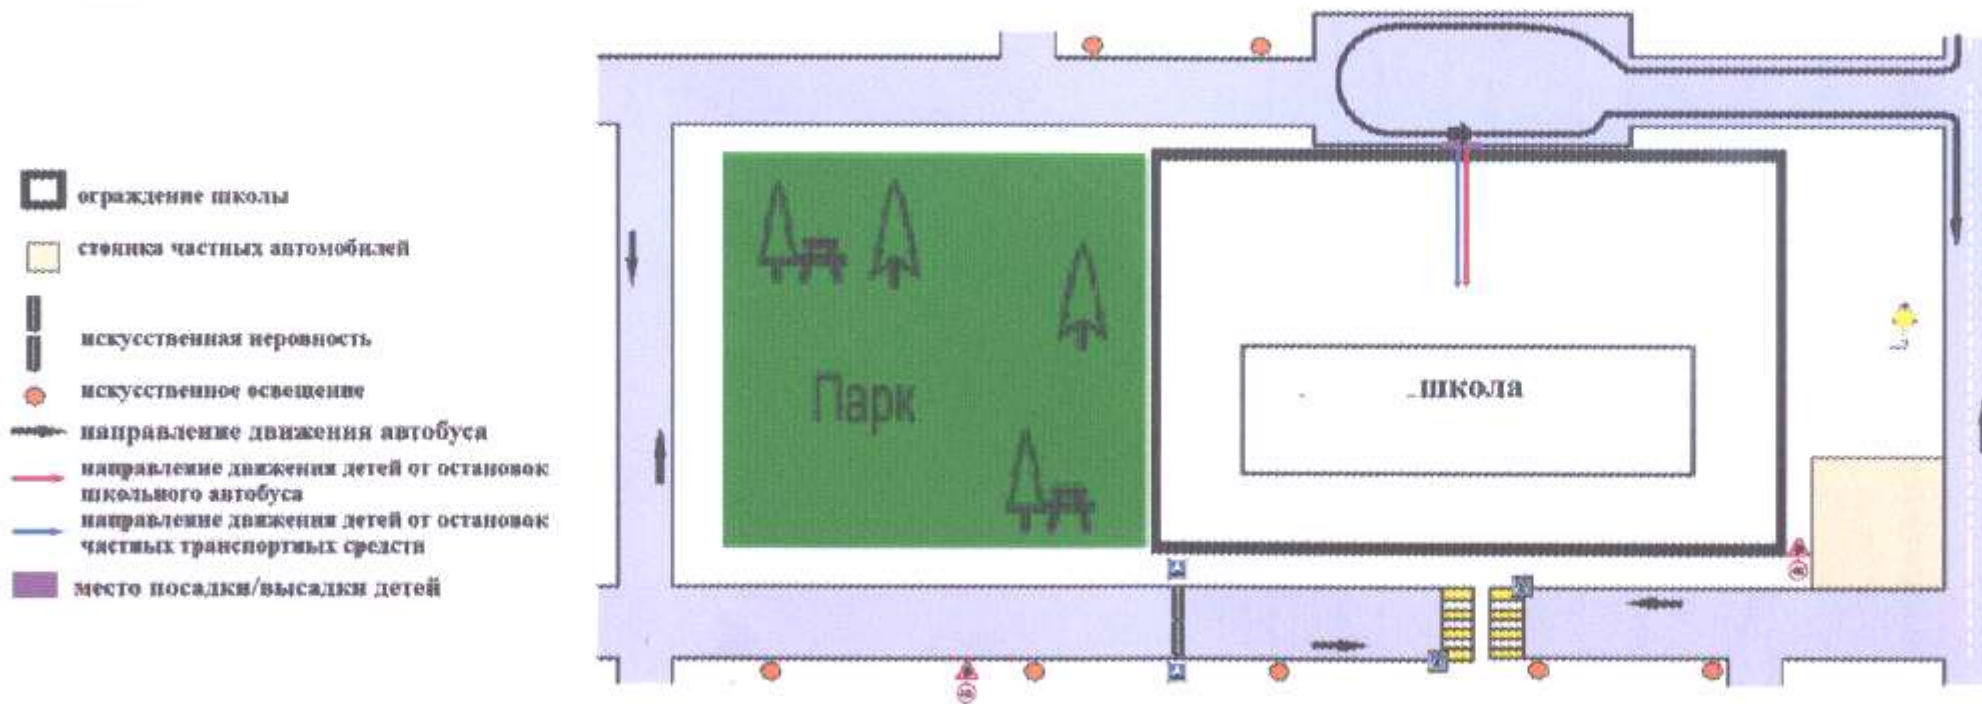 ограждение школы
стоянка частных автомобилей
искусственная неровность
искусственное освещение
направление движения автобуса
направление движения детей от остановок
школьного автобуса
направление движения детей от остановок
частных транспортных средств
место посадки/высадки детей
Парк
школа